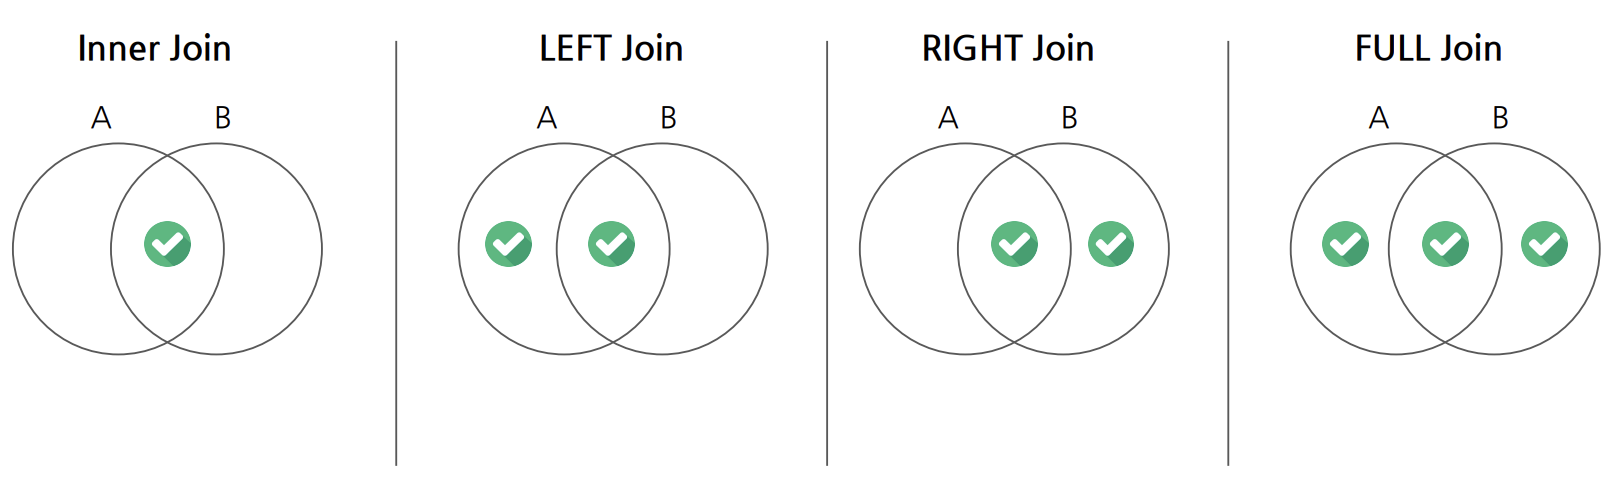 Inner Join
A B
LEFT Join
A B
RIGHT Join
A B
FULL Join
A B